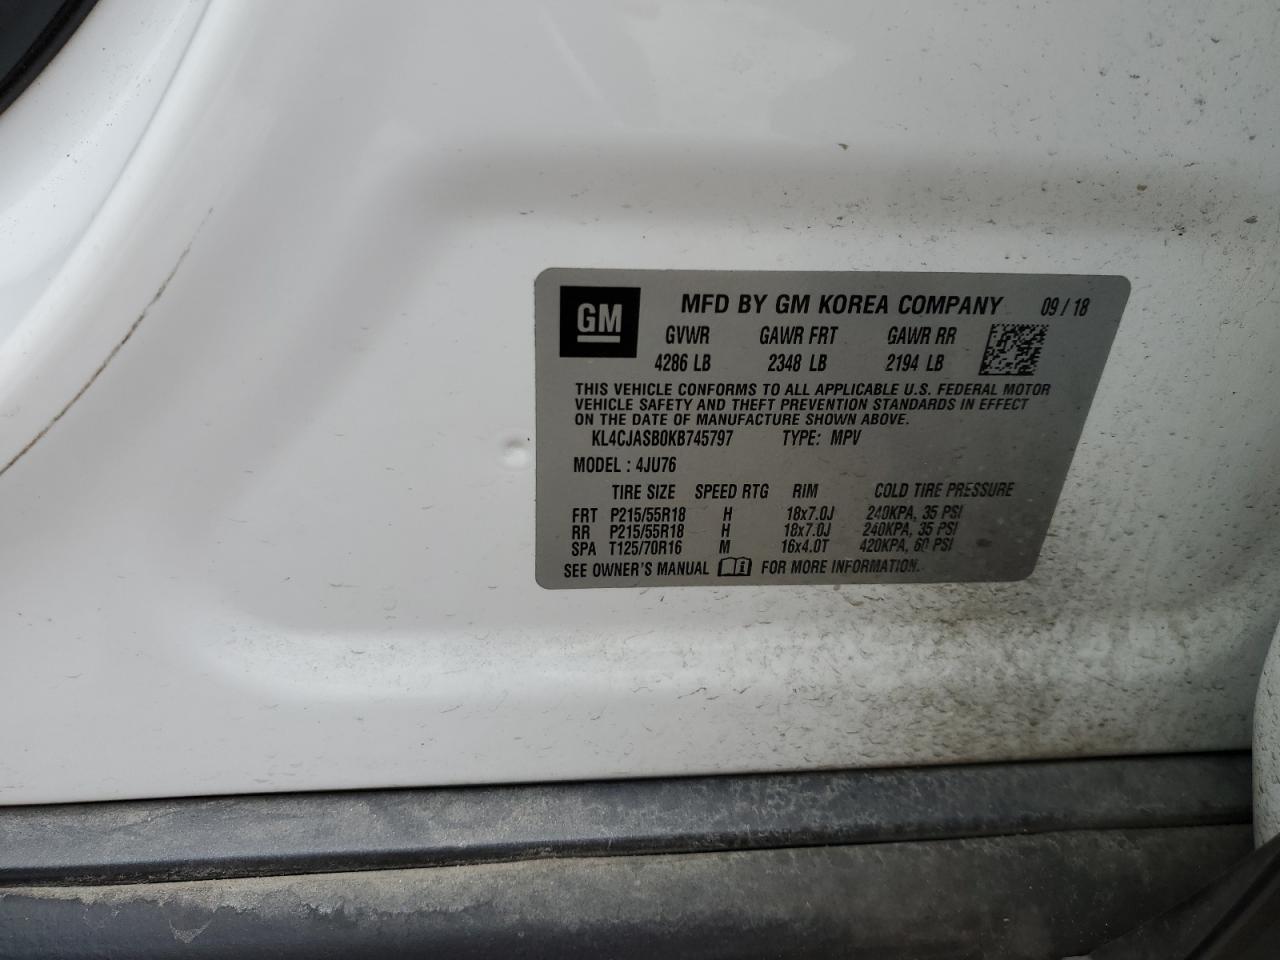 GM MFD BY GM KOREA COMPANY 09 / 18
GVWR GAWR FRT GAWR RR
4286 LB 2348 LB 2194 LB
THIS VEHICLE CONFORMS TO ALL APPLICABLE U.S. FEDERAL MOTOR
VEHICLE SAFETY AND THEFT PREVENTION STANDARDS IN EFFECT
ON THE DATE OF MANUFACTURE SHOWN ABOVE.
KL4CJASB0KB745797 TYPE: MPV
MODEL : 4JU76
TIRE SIZE SPEED RTG RIM COLD TIRE PRESSURE
FRT P215/55R18 H 18x7.0J 240KPA, 35 PSI
RR P215/55R18 H 18x7.0J 240KPA, 35 PSI
SPA T125/70R16 M 16x4.0T 420KPA, 60 PSI
SEE OWNER'S MANUAL FOR MORE INFORMATION.